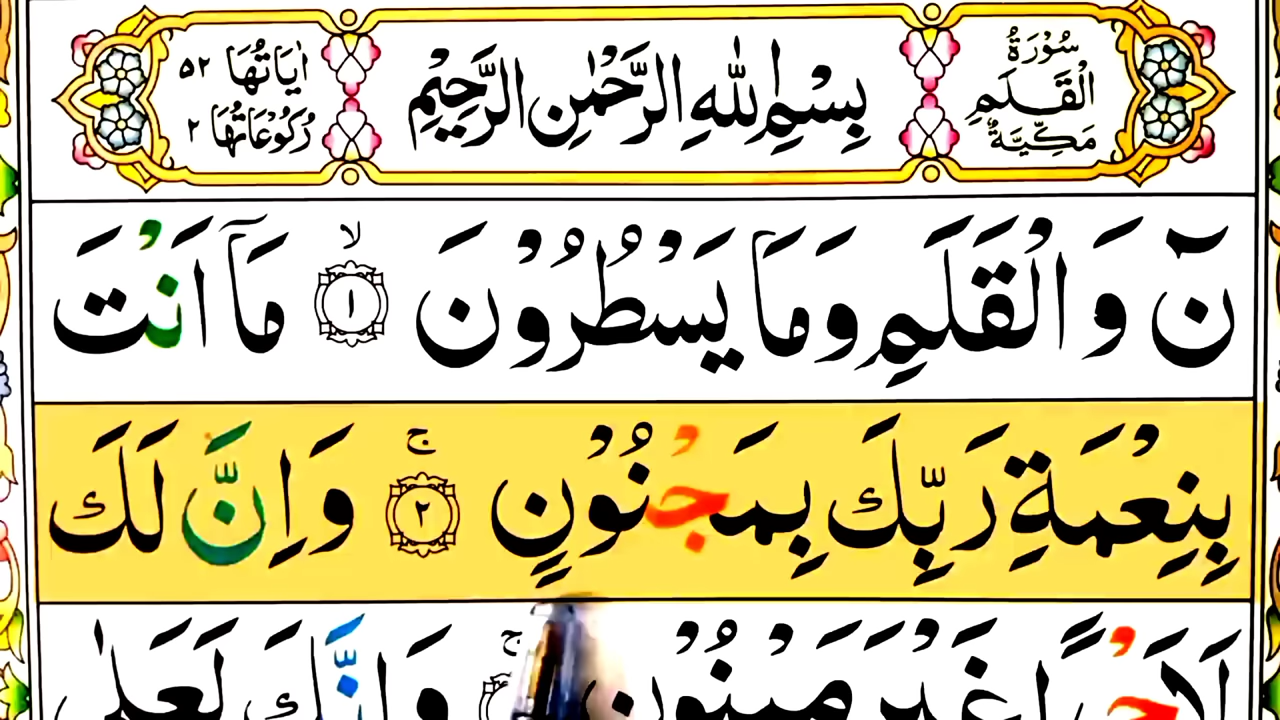 سُوْرَةُ الْقَلَمِ مَكِّيَّةٌ
بِسْمِ اللّٰهِ الرَّحْمٰنِ الرَّحِيْمِ
اٰيَاتُهَا ٥٢
رُكُوْعَاتُهَا ٢
نٓ وَ الْقَلَمِ وَمَا يَسْطُرُوْنَ ۙ ١ مَآ اَنْتَ
بِنِعْمَةِ رَبِّكَ بِمَجْنُوْنٍ ۚ ٢ وَاِنَّ لَكَ
لَاَجْرًا غَيْرَ مَمْنُوْنٍ ۚ وَاِنَّكَ لَعَلٰى